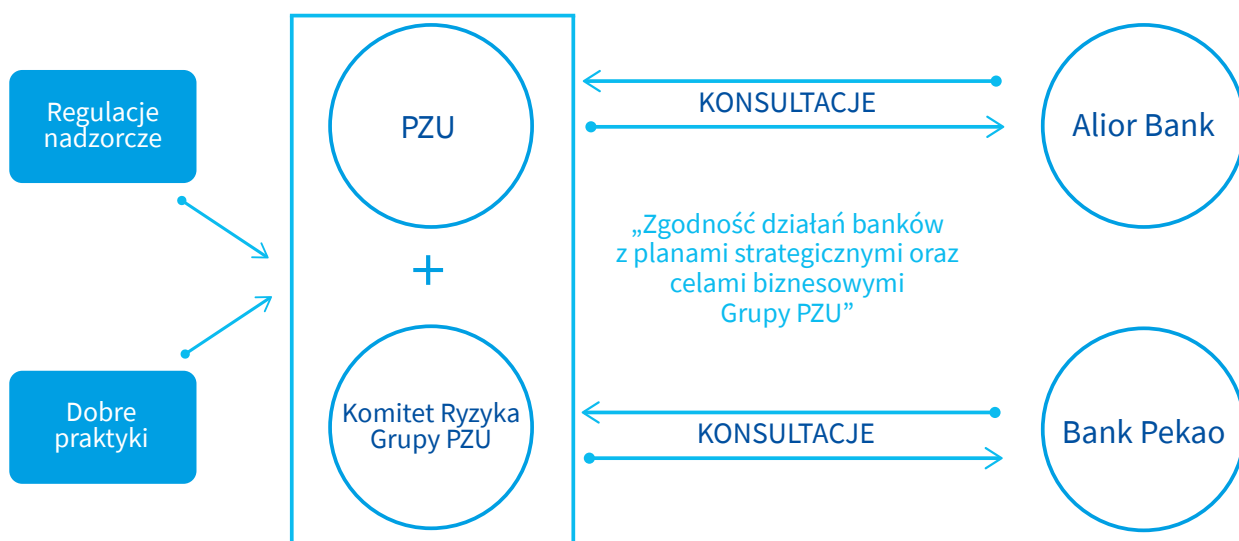 Regulacje
nadzorcze
Dobre
praktyki
PZU
+
Komitet Ryzyka
Grupy PZU
KONSULTACJE
„Zgodność działań banków
z planami strategicznymi oraz
celami biznesowymi
Grupy PZU”
KONSULTACJE
Alior Bank
Bank Pekao